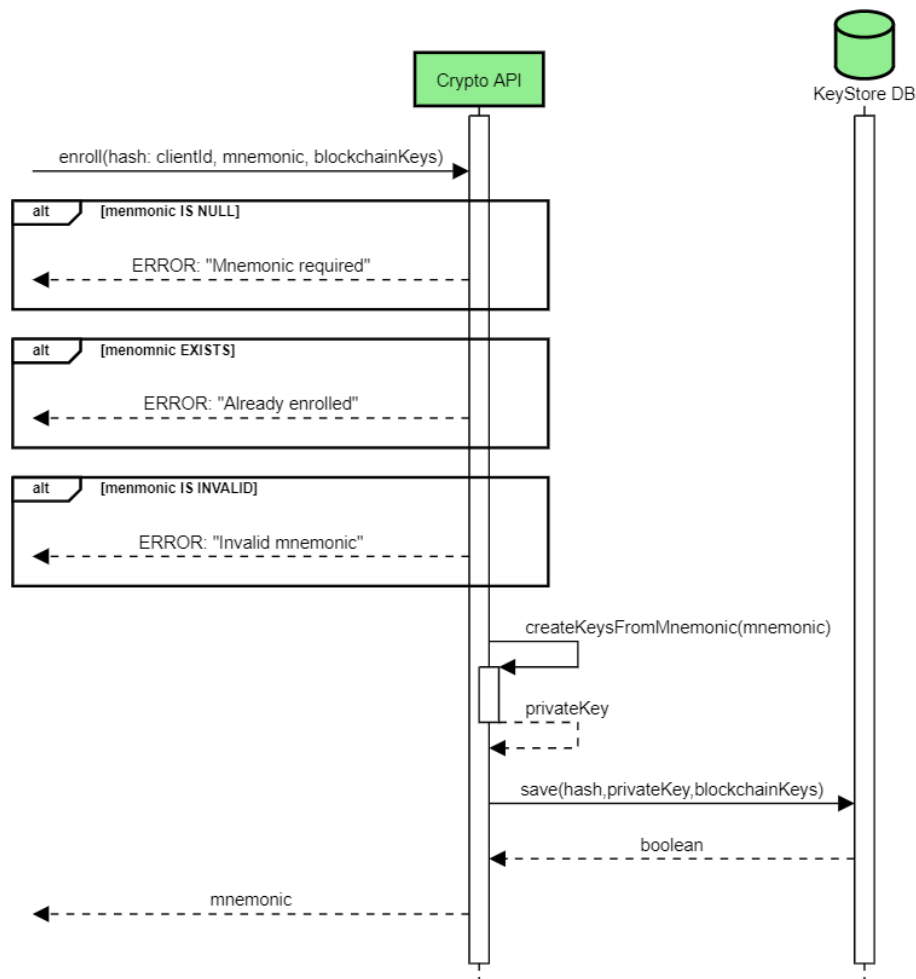 Crypto API
KeyStore DB
enroll(hash: clientId, mnemonic, blockchainKeys)
alt [menmonic IS NULL]
ERROR: "Mnemonic required"
alt [menomnic EXISTS]
ERROR: "Already enrolled"
alt [menmonic IS INVALID]
ERROR: "Invalid mnemonic"
createKeysFromMnemonic(mnemonic)
privateKey
save(hash,privateKey,blockchainKeys)
boolean
mnemonic